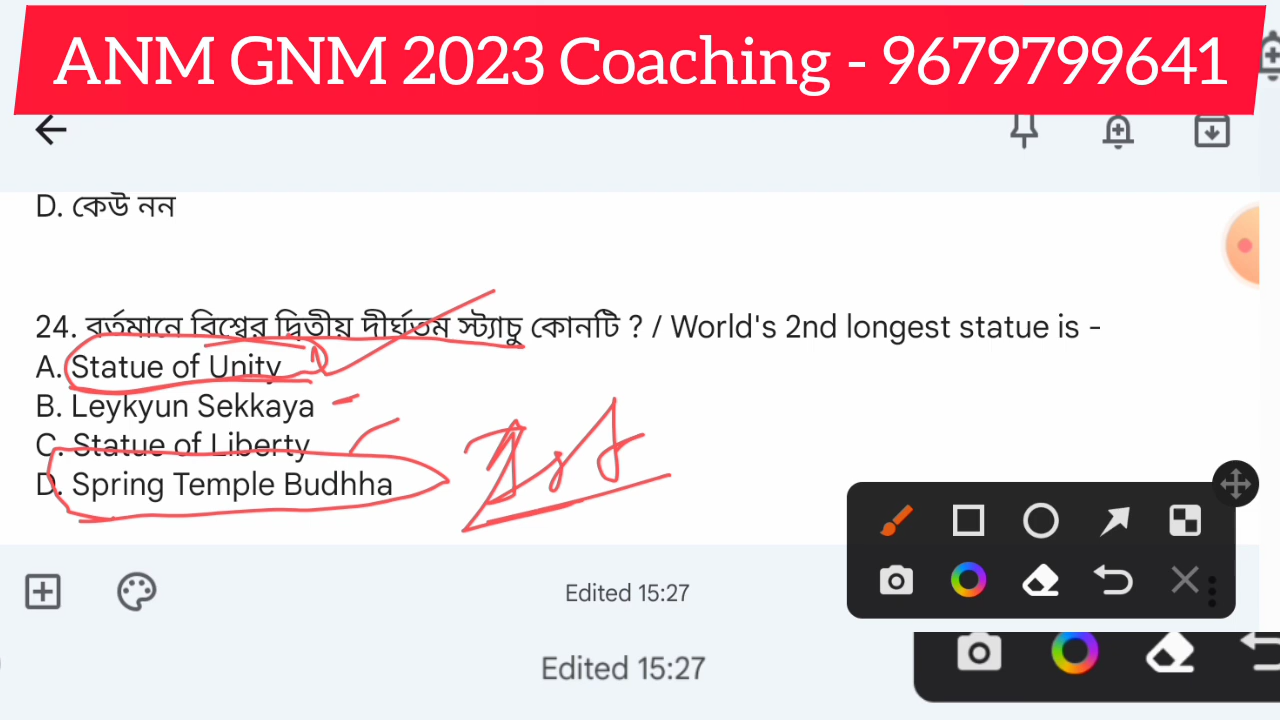 ANM GNM 2023 Coaching - 9679799641
D. কেউ নন
24. বর্তমানে বিশ্বের দ্বিতীয় দীর্ঘতম স্ট্যাচু কোনটি ? / World's 2nd longest statue is -
A. Statue of Unity
B. Leykyun Sekkaya
C. Statue of Liberty
D. Spring Temple Budhha
1st
Edited 15:27
Edited 15:27